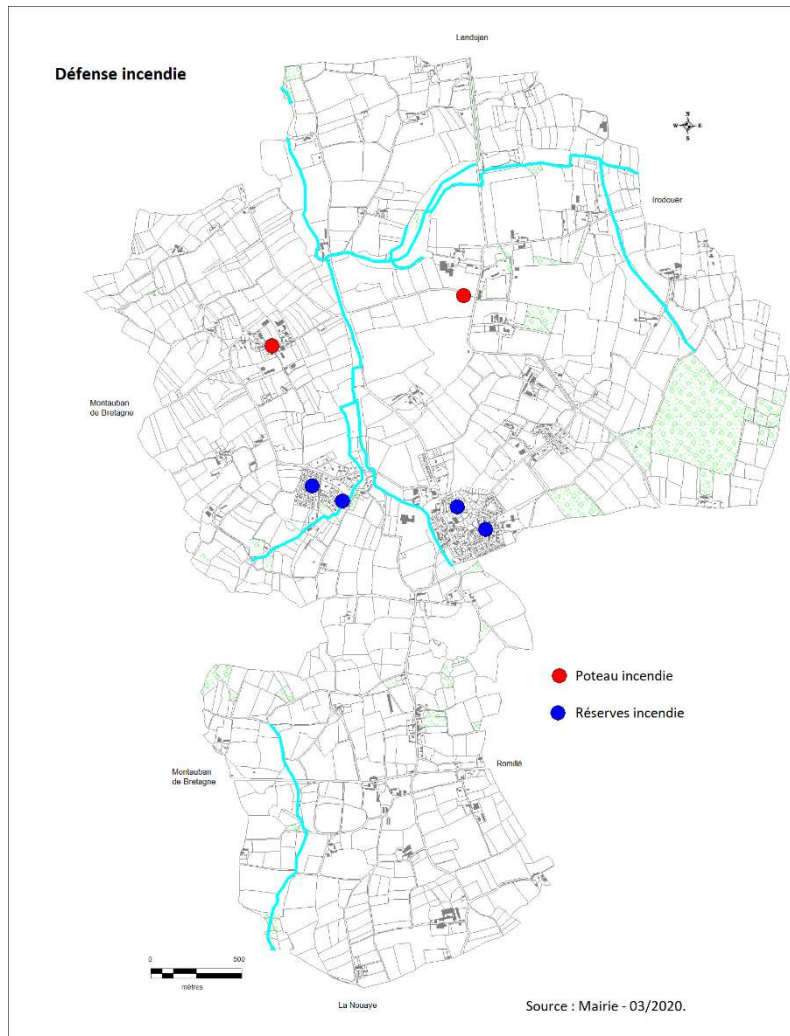 Landujan
Défense incendie
N
W E
S
Irodouër
Montauban
de Bretagne
Poteau incendie
Réserves incendie
Montauban
de Bretagne
Romillé
0 500
mètres
La Nouaye
Source : Mairie - 03/2020.